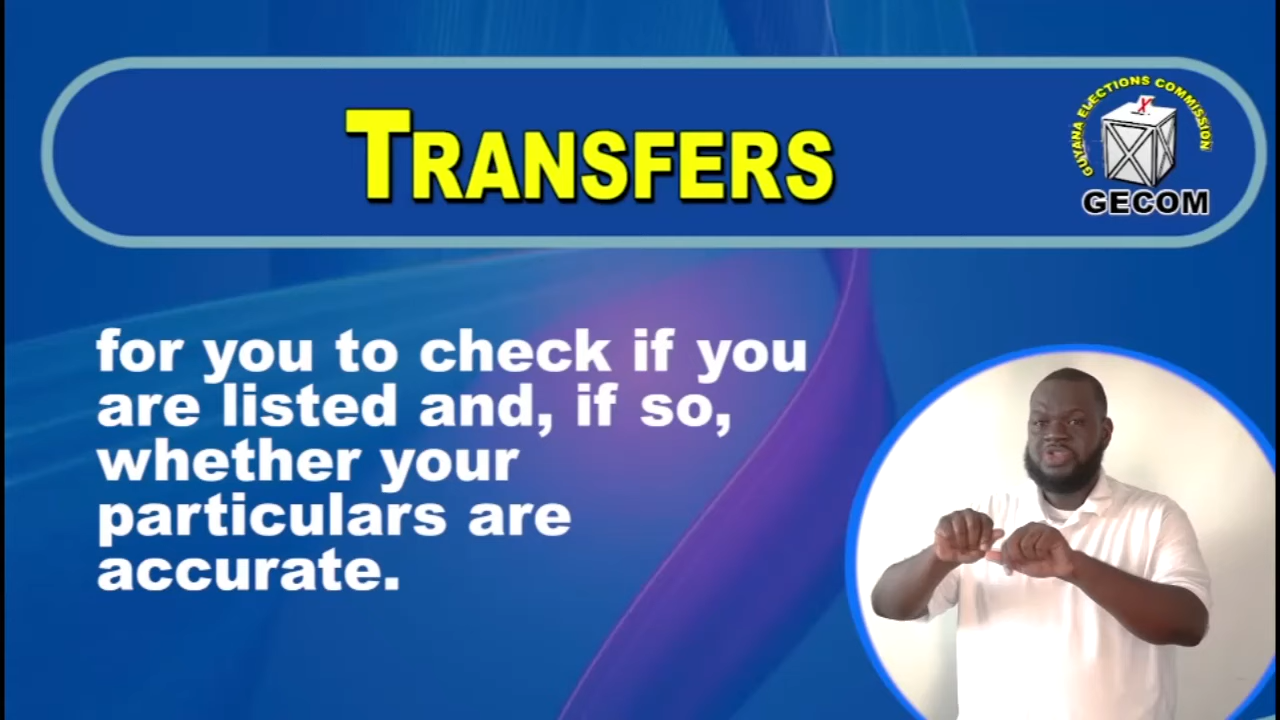 TRANSFERS
GUYANA ELECTIONS COMMISSION
X
GECOM
for you to check if you
are listed and, if so,
whether your
particulars are
accurate.